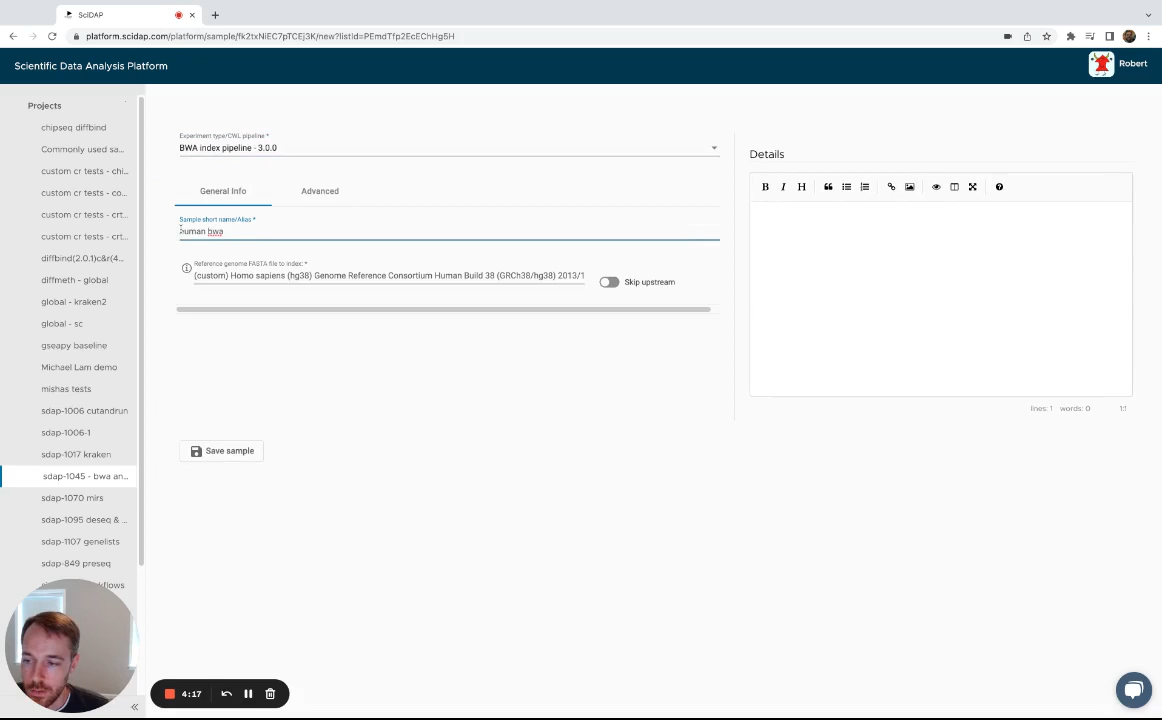 SciDAP
platform.scidap.com/platform/sample/fk2txNiEC7pTCEj3K/new?listId=PEmdTfp2EcEChHg5H
Scientific Data Analysis Platform
Robert
Projects
chipseq diffbind
Commonly used sa...
custom cr tests - chi...
custom cr tests - co...
custom cr tests - crt...
custom cr tests - crt...
diffbind(2.0.1)c&r(4...
diffmeth - global
global - kraken2
global - sc
gseapy baseline
Michael Lam demo
mishas tests
sdap-1006 cutandrun
sdap-1006-1
sdap-1017 kraken
sdap-1045 - bwa an...
sdap-1070 mirs
sdap-1095 deseq & ...
sdap-1107 genelists
sdap-849 preseq
Experiment type/CWL pipeline *
BWA index pipeline - 3.0.0
General Info
Advanced
Sample short name/Alias *
human bwa
Reference genome FASTA file to index: *
(custom) Homo sapiens (hg38) Genome Reference Consortium Human Build 38 (GRCh38/hg38) 2013/1
Skip upstream
Save sample
Details
B I H
lines: 1 words: 0 1:1
4:17